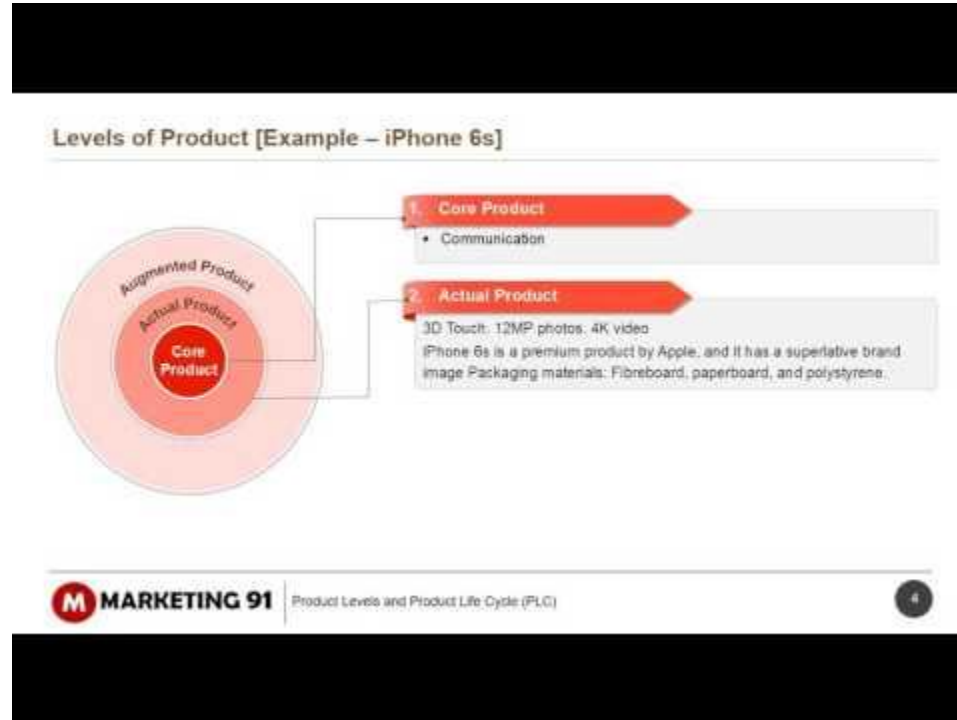 Levels of Product [Example – iPhone 6s]
Augmented Product
Actual Product
Core
Product
1. Core Product
• Communication
2. Actual Product
3D Touch. 12MP photos. 4K video
iPhone 6s is a premium product by Apple, and it has a superlative brand
image Packaging materials: Fibreboard, paperboard, and polystyrene.
M MARKETING 91
Product Levels and Product Life Cycle (PLC)
4